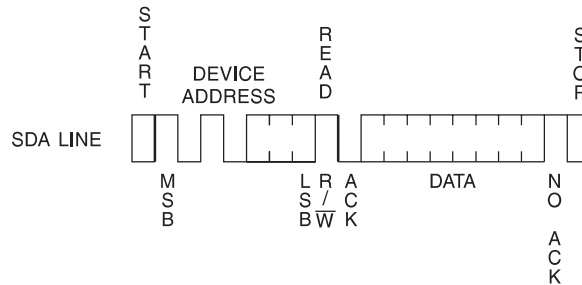 START
READ
STOP
DEVICE
ADDRESS
SDA LINE
MSB
LSB
R/W
ACK
DATA
NO ACK